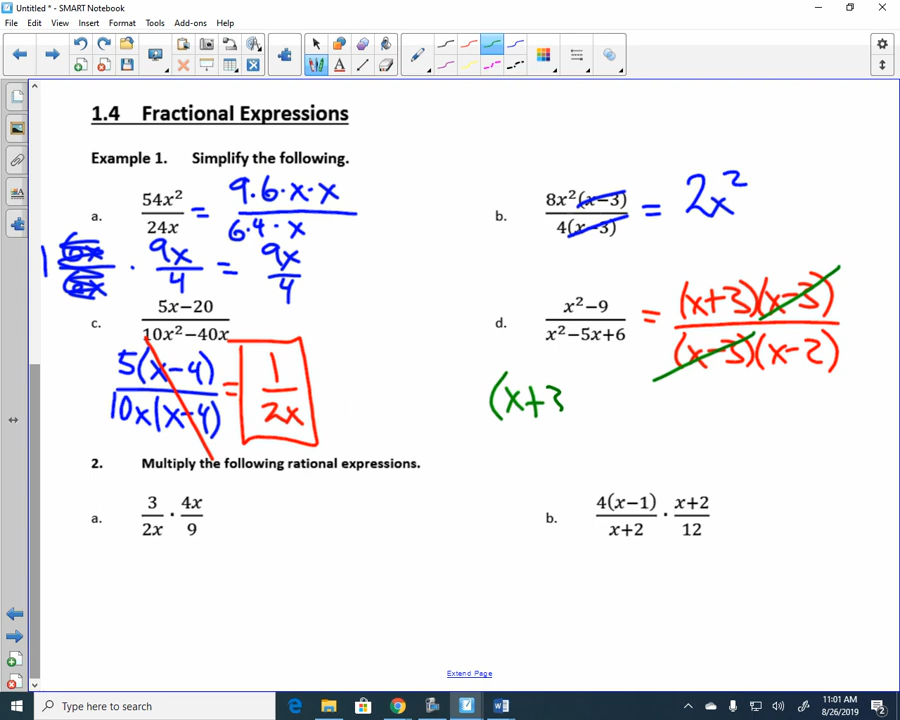 Untitled * - SMART Notebook
File Edit View Insert Format Tools Add-ons Help
1.4 Fractional Expressions
Example 1. Simplify the following.
a. 54x²/24x = 9·6·x·x/6·4·x
1 6x/6x · 9x/4 = 9x/4
b. 8x²(x−3)/4(x−3) = 2x²
c. 5x−20/10x²−40x
5(x−4)/10x(x−4) = 1/2x
d. x²−9/x²−5x+6 = (x+3)(x−3)/(x−3)(x−2)
(x+3
2. Multiply the following rational expressions.
a. 3/2x · 4x/9
b. 4(x−1)/x+2 · x+2/12
Extend Page
Type here to search
11:01 AM
8/26/2019
2